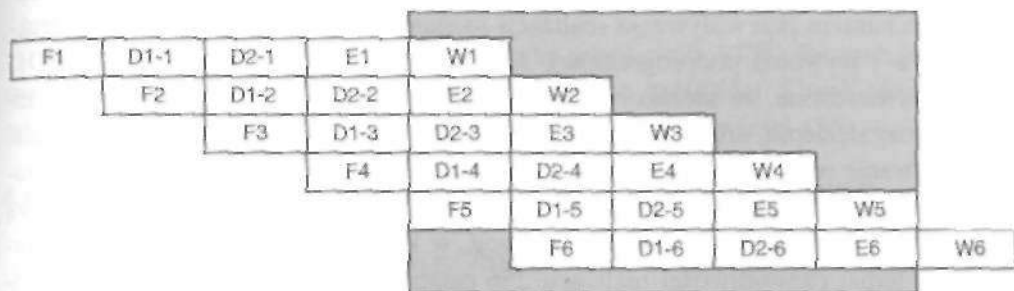 F1 D1-1 D2-1 E1 W1
F2 D1-2 D2-2 E2 W2
F3 D1-3 D2-3 E3 W3
F4 D1-4 D2-4 E4 W4
F5 D1-5 D2-5 E5 W5
F6 D1-6 D2-6 E6 W6